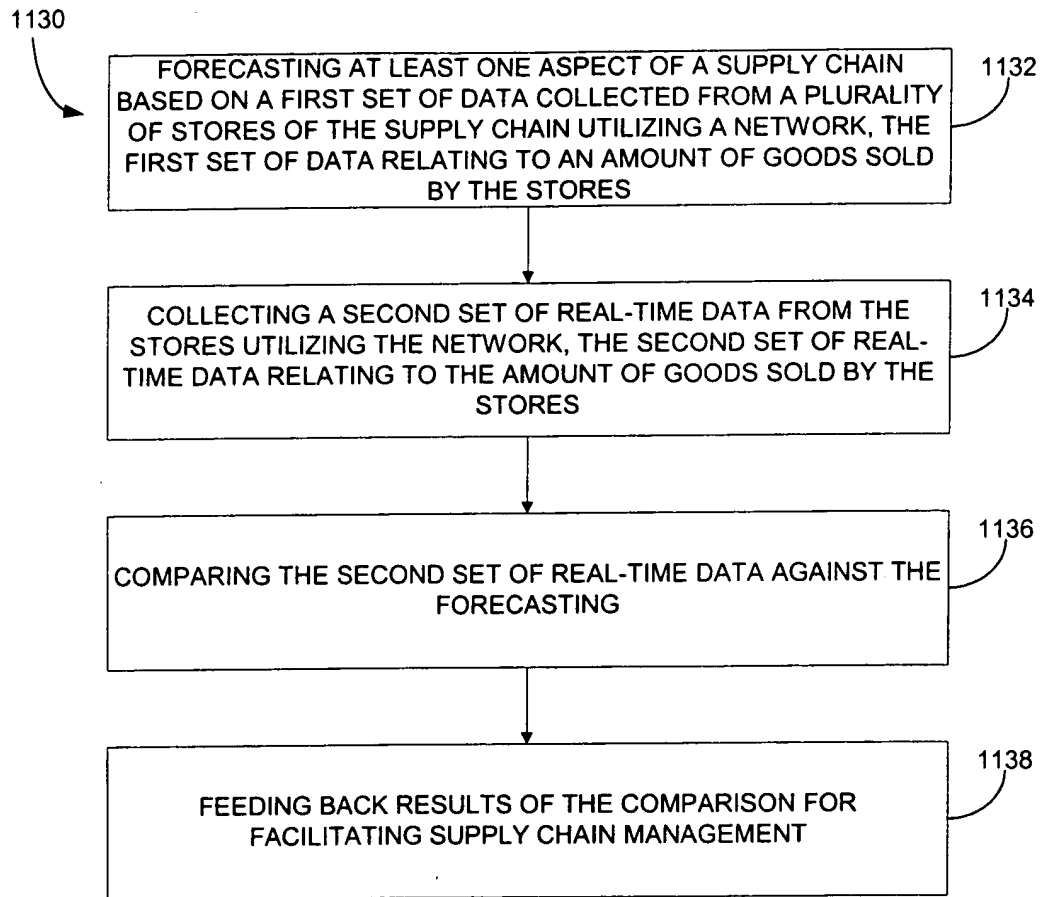 1130
FORECASTING AT LEAST ONE ASPECT OF A SUPPLY CHAIN
BASED ON A FIRST SET OF DATA COLLECTED FROM A PLURALITY
OF STORES OF THE SUPPLY CHAIN UTILIZING A NETWORK, THE
FIRST SET OF DATA RELATING TO AN AMOUNT OF GOODS SOLD
BY THE STORES
1132
COLLECTING A SECOND SET OF REAL-TIME DATA FROM THE
STORES UTILIZING THE NETWORK, THE SECOND SET OF REAL-
TIME DATA RELATING TO THE AMOUNT OF GOODS SOLD BY THE
STORES
1134
COMPARING THE SECOND SET OF REAL-TIME DATA AGAINST THE
FORECASTING
1136
FEEDING BACK RESULTS OF THE COMPARISON FOR
FACILITATING SUPPLY CHAIN MANAGEMENT
1138